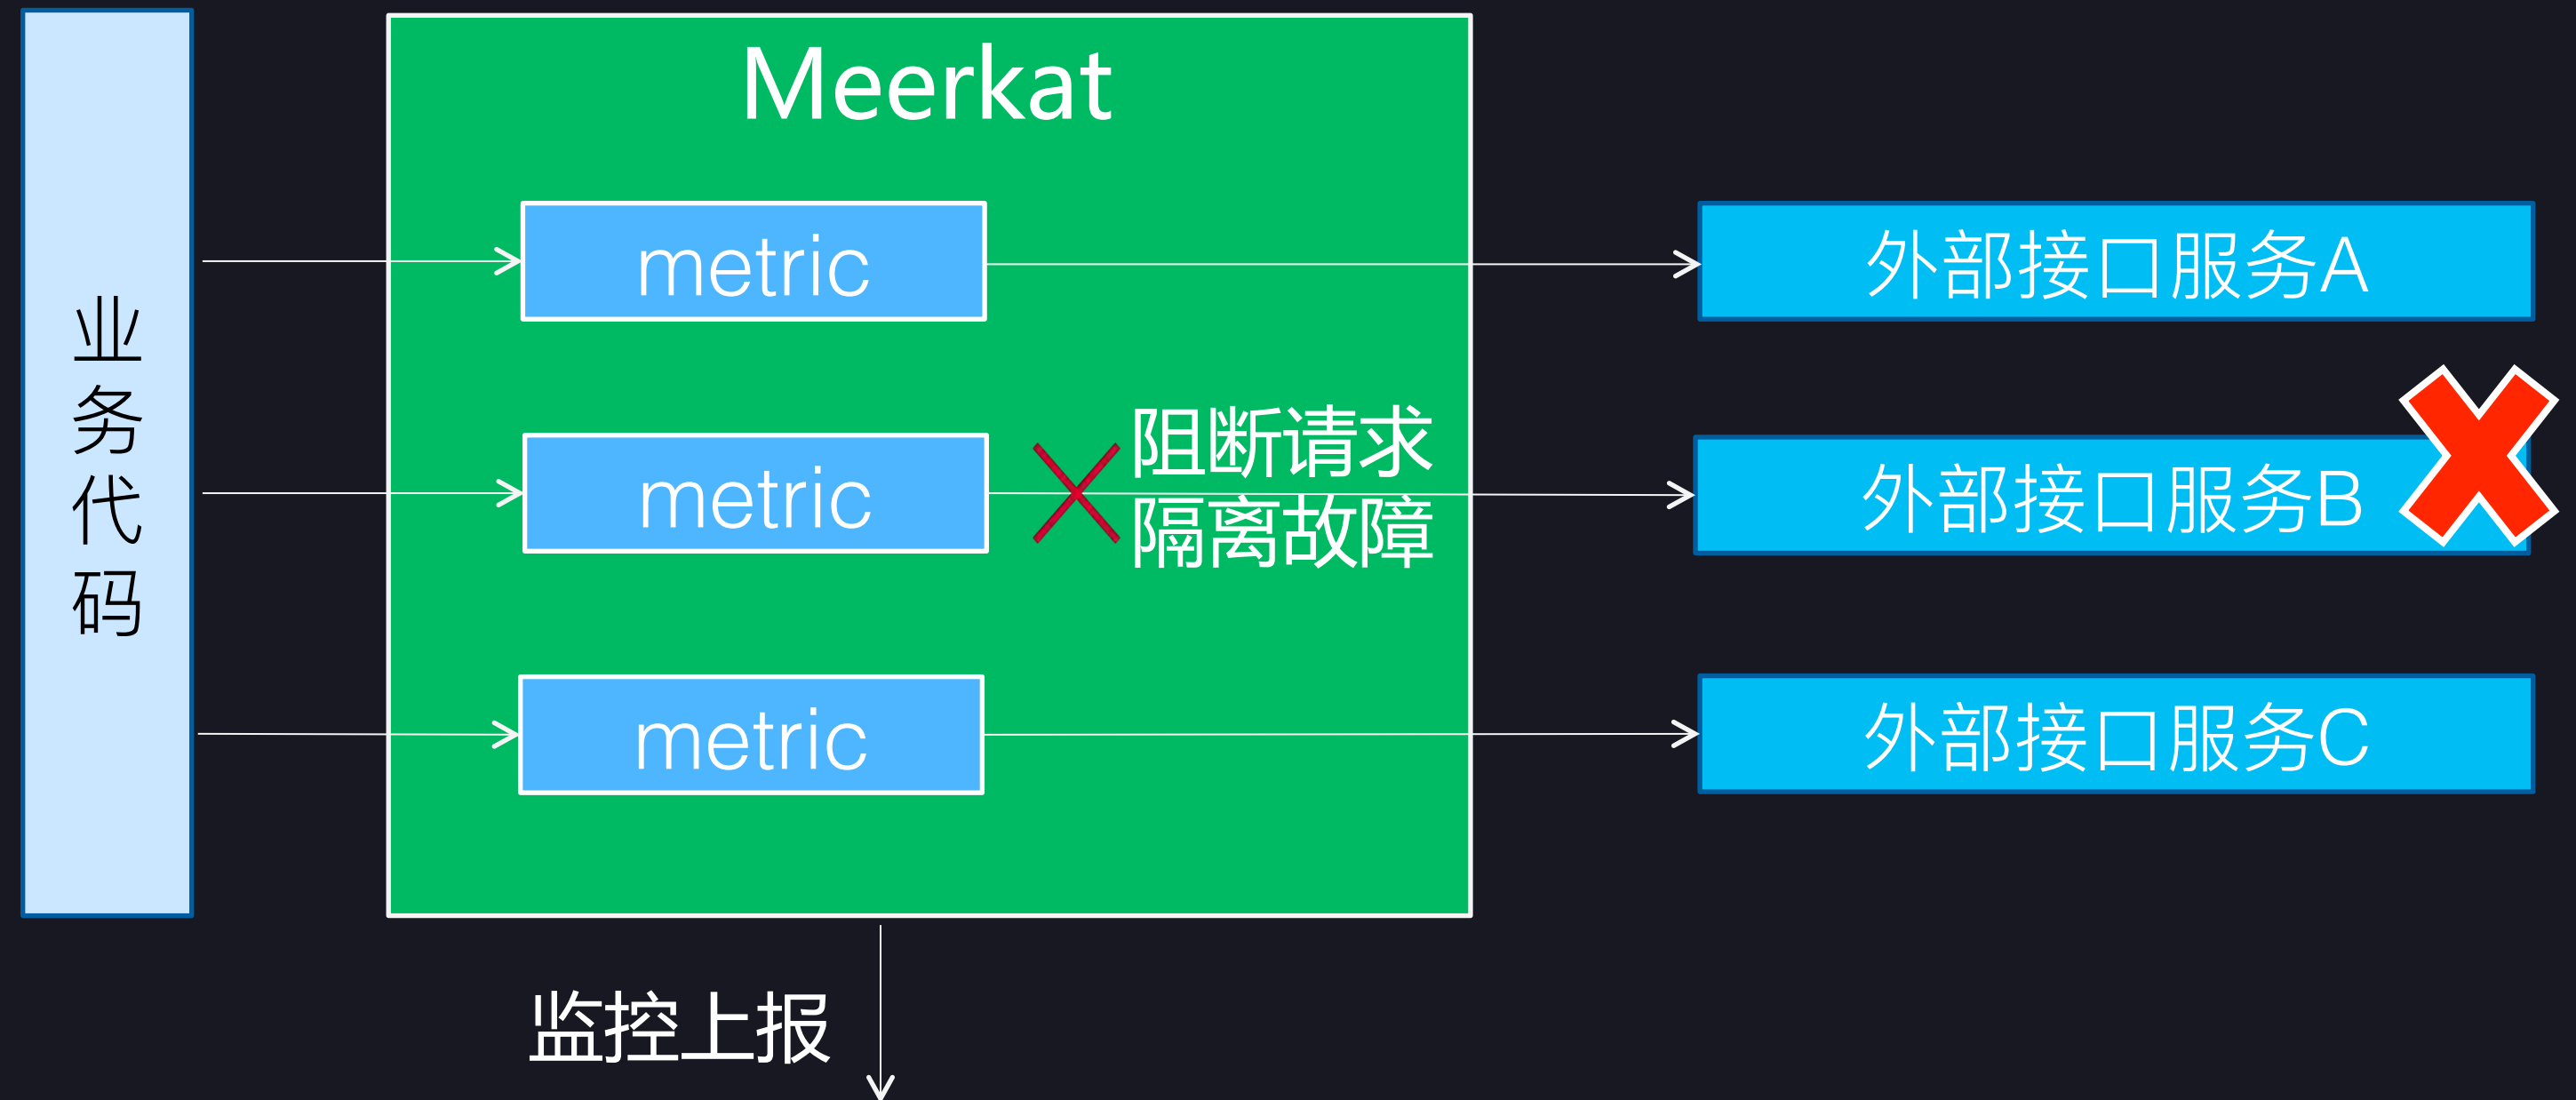 业务代码
Meerkat
metric
外部接口服务A
metric
阻断请求
隔离故障
外部接口服务B
metric
外部接口服务C
监控上报